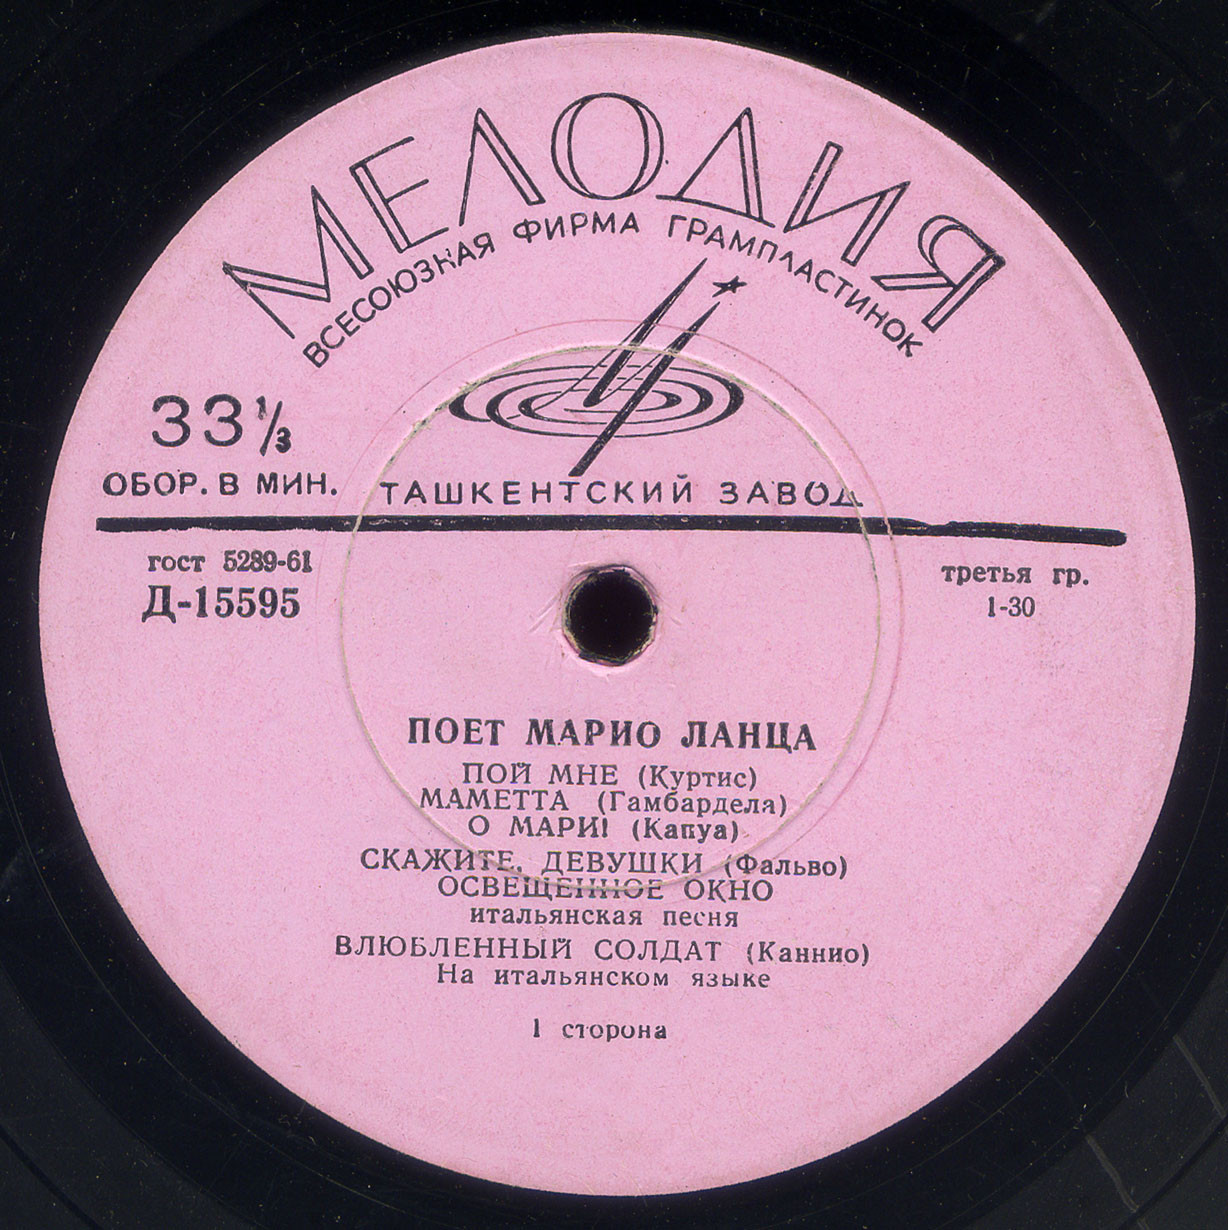 МЕЛОДИЯ
ВСЕСОЮЗНАЯ ФИРМА ГРАМПЛАСТИНОК
33⅓
ОБОР. В МИН.
ТАШКЕНТСКИЙ ЗАВОД
гост 5289-61
Д-15595
третья гр.
1-30
ПОЕТ МАРИО ЛАНЦА
ПОЙ МНЕ (Куртис)
МАМЕТТА (Гамбардела)
О МАРИ! (Капуа)
СКАЖИТЕ, ДЕВУШКИ (Фальво)
ОСВЕЩЕННОЕ ОКНО
итальянская песня
ВЛЮБЛЕННЫЙ СОЛДАТ (Каннио)
На итальянском языке
1 сторона